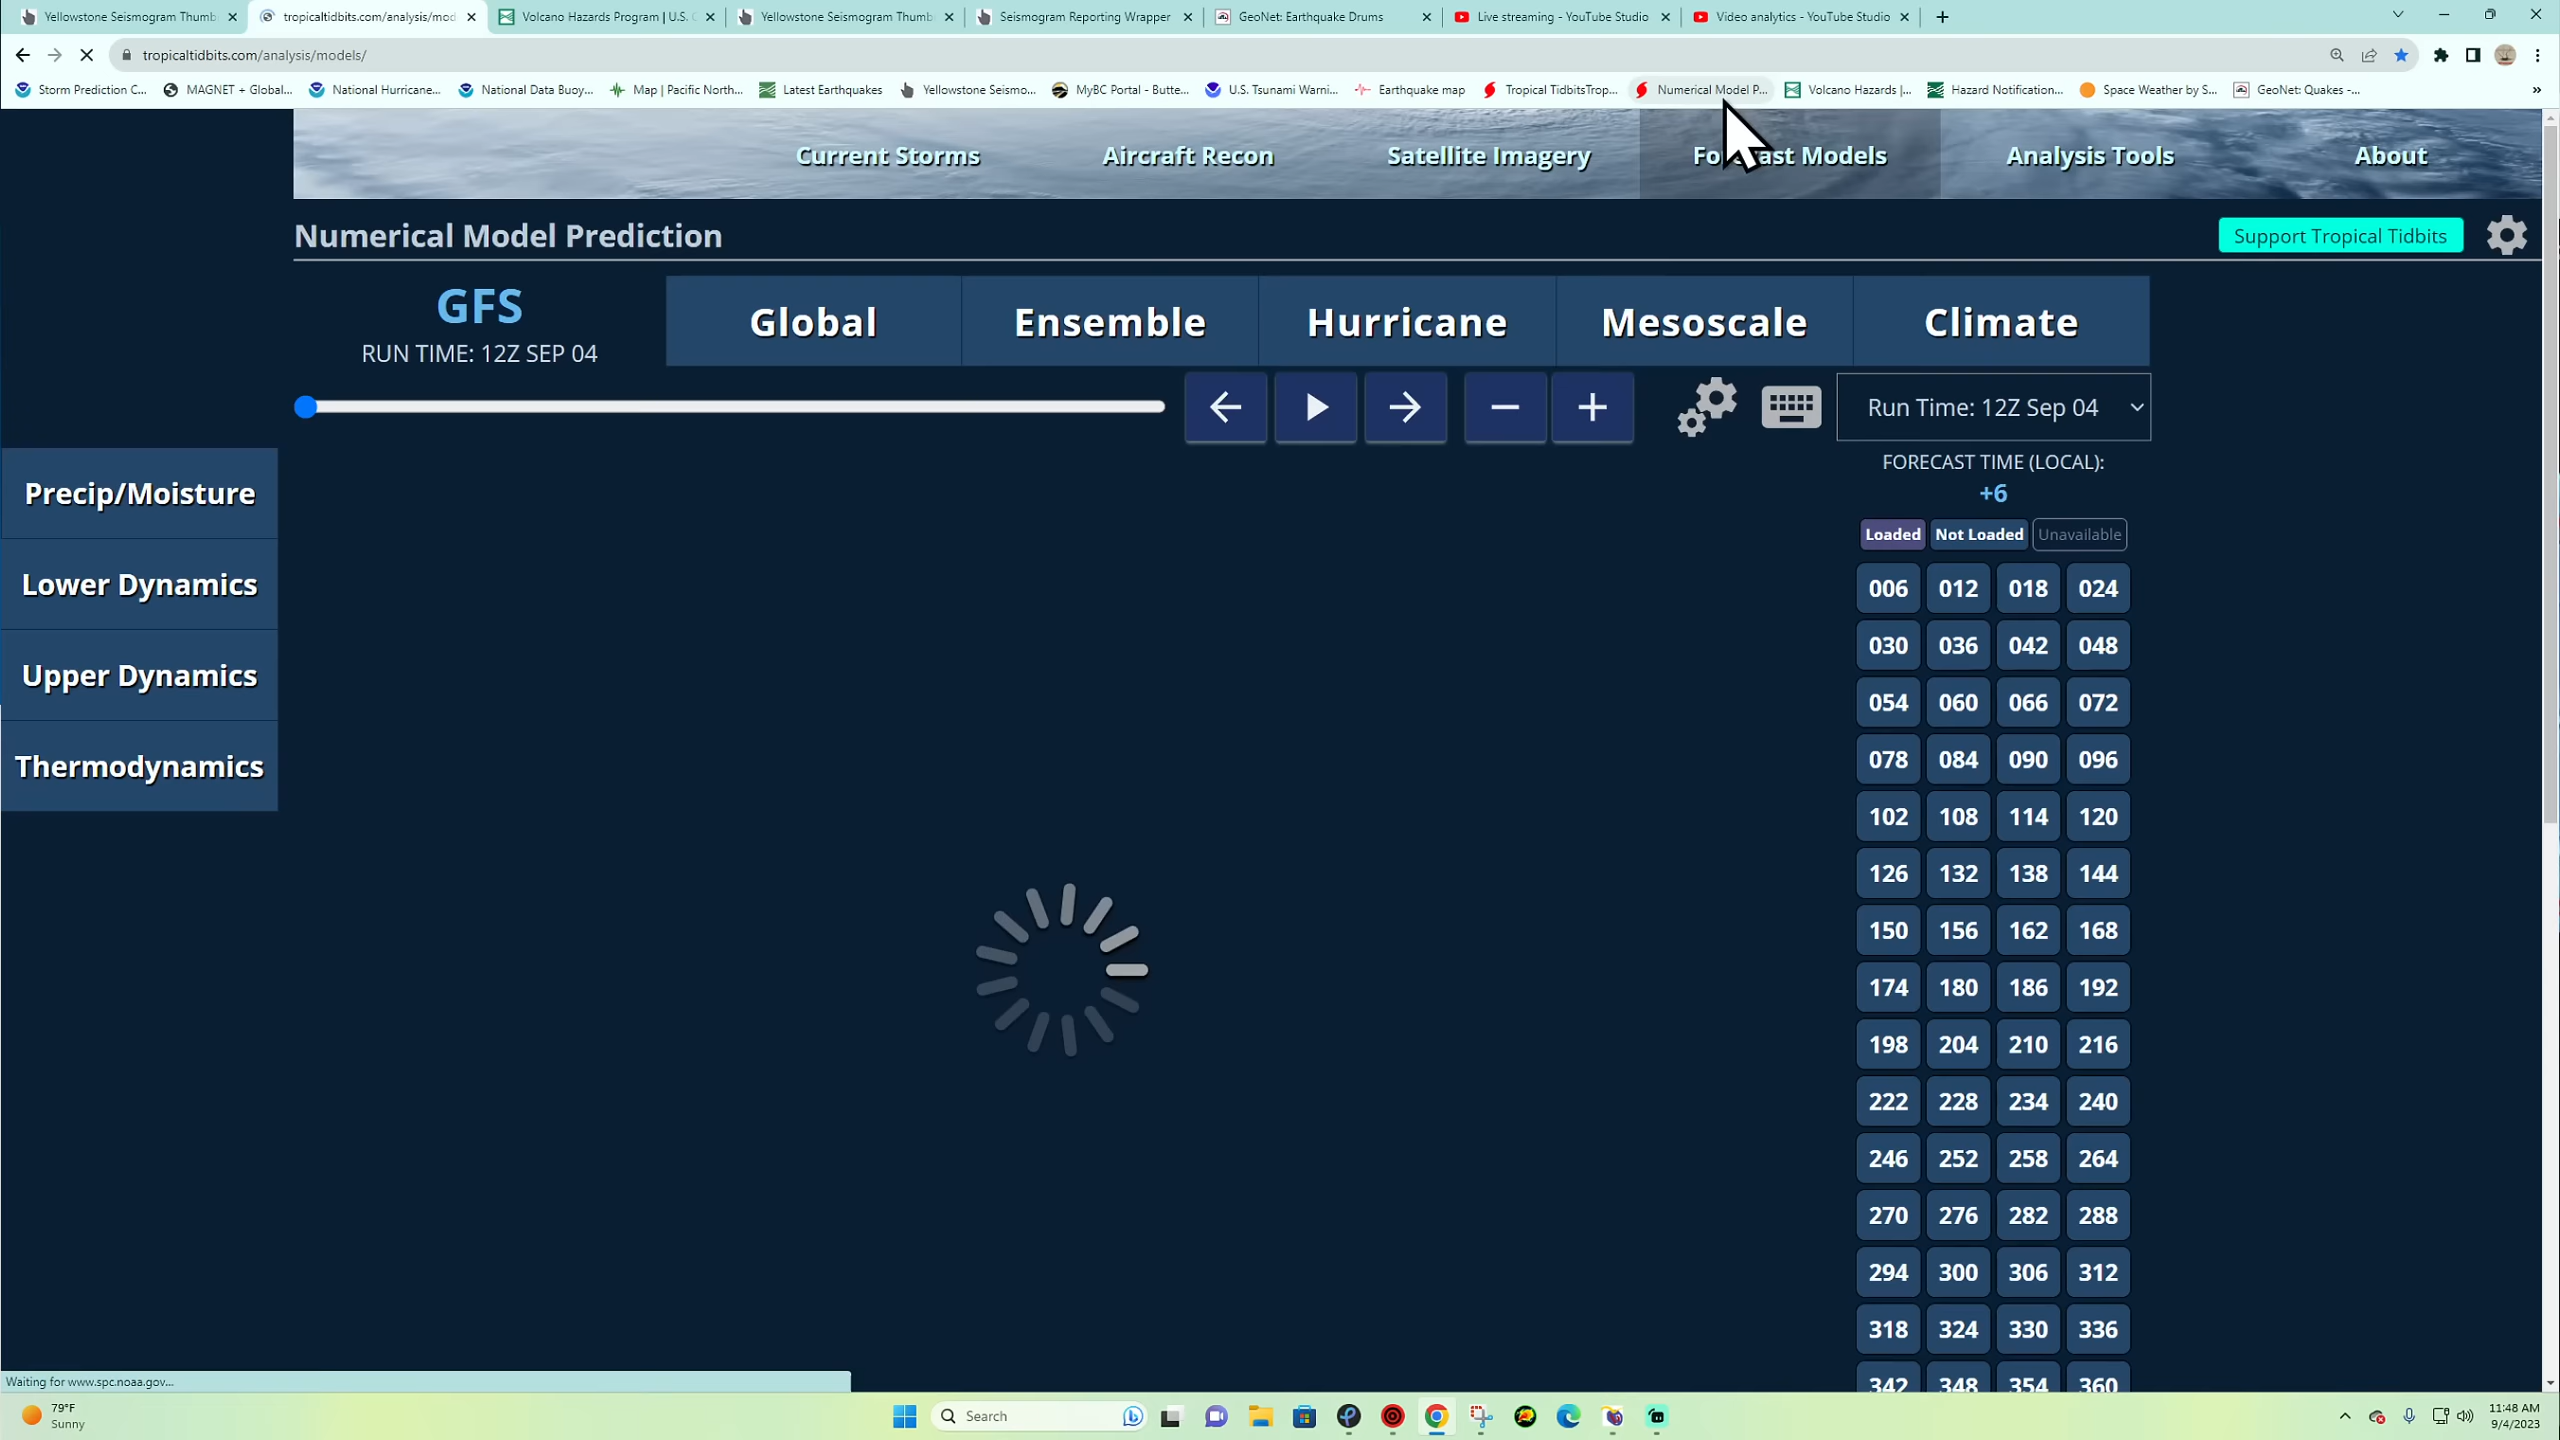 Yellowstone Seismogram Thumb
tropicaltidbits.com/analysis/mod
Volcano Hazards Program | U.S. G
Yellowstone Seismogram Thumb
Seismogram Reporting Wrapper
GeoNet: Earthquake Drums
Live streaming - YouTube Studio
Video analytics - YouTube Studio
tropicaltidbits.com/analysis/models/
Storm Prediction C...
MAGNET + Global...
National Hurricane...
National Data Buoy...
Map | Pacific North...
Latest Earthquakes
Yellowstone Seismo...
MyBC Portal - Butte...
U.S. Tsunami Warni...
Earthquake map
Tropical TidbitsTrop...
Numerical Model P...
Volcano Hazards |...
Hazard Notification...
Space Weather by S...
GeoNet: Quakes -...
»
Current Storms
Aircraft Recon
Satellite Imagery
Models
Analysis Tools
About
Numerical Model Prediction
Support Tropical Tidbits
GFS
RUN TIME: 12Z SEP 04
Global
Ensemble
Hurricane
Mesoscale
Climate
Run Time: 12Z Sep 04
FORECAST TIME (LOCAL):
+6
Loaded Not Loaded Unavailable
Precip/Moisture
Lower Dynamics
Upper Dynamics
Thermodynamics
006 012 018 024
030 036 042 048
054 060 066 072
078 084 090 096
102 108 114 120
126 132 138 144
150 156 162 168
174 180 186 192
198 204 210 216
222 228 234 240
246 252 258 264
270 276 282 288
294 300 306 312
318 324 330 336
342 348 354 360
Waiting for www.spc.noaa.gov...
79°F
Sunny
Search
11:48 AM
9/4/2023